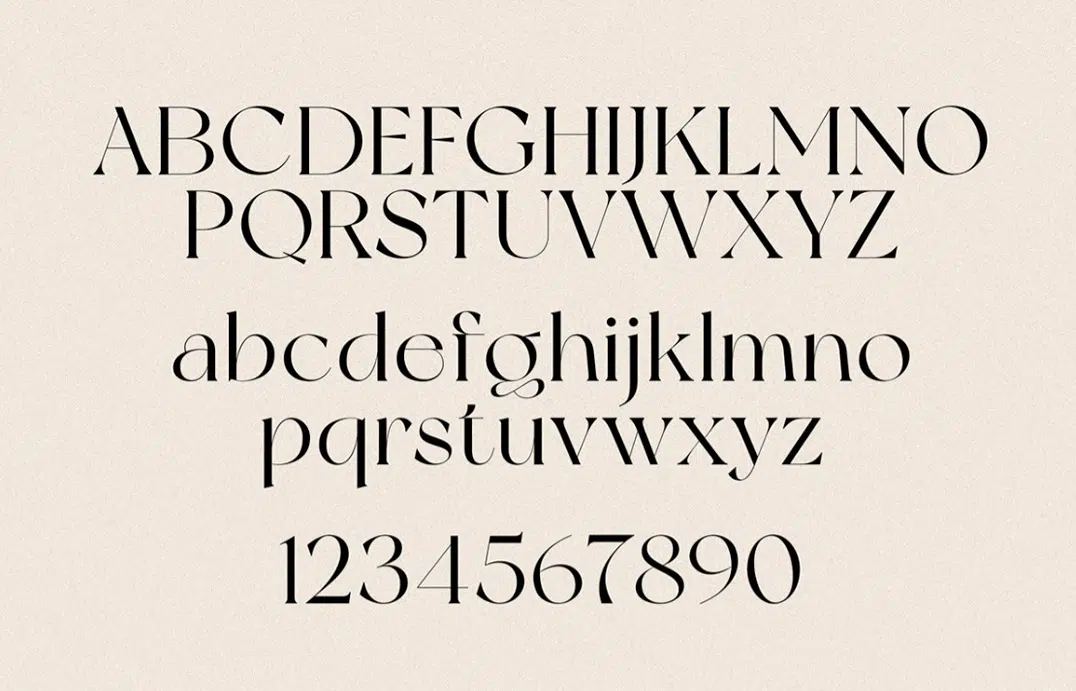 ABCDEFGHIJKLMNO
PQRSTUVWXYZ
abcdefghijklmno
pqrstuvwxyz
1234567890